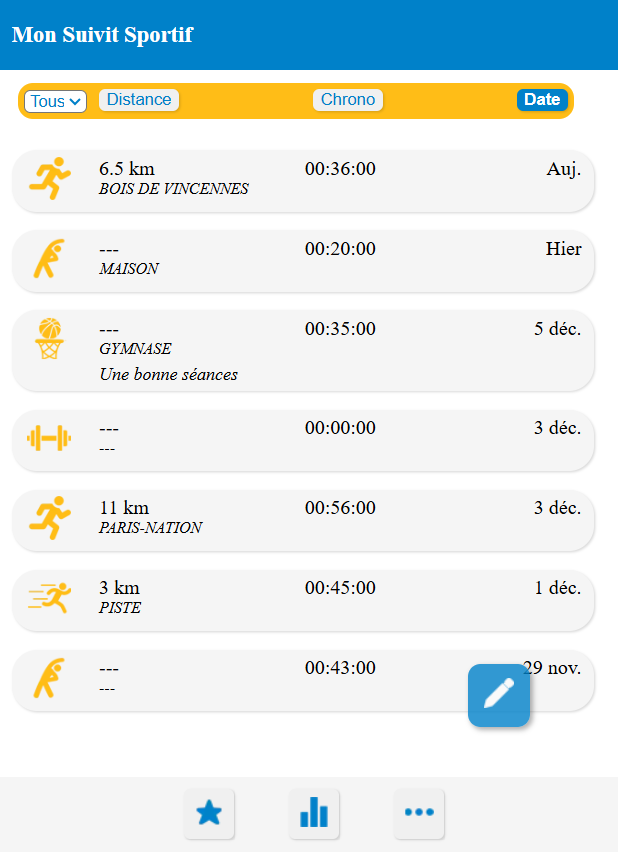 Mon Suivit Sportif
Tous Distance Chrono Date
6.5 km 00:36:00 Auj.
BOIS DE VINCENNES
--- 00:20:00 Hier
MAISON
--- 00:35:00 5 déc.
GYMNASE
Une bonne séances
--- 00:00:00 3 déc.
---
11 km 00:56:00 3 déc.
PARIS-NATION
3 km 00:45:00 1 déc.
PISTE
--- 00:43:00 29 nov.
---